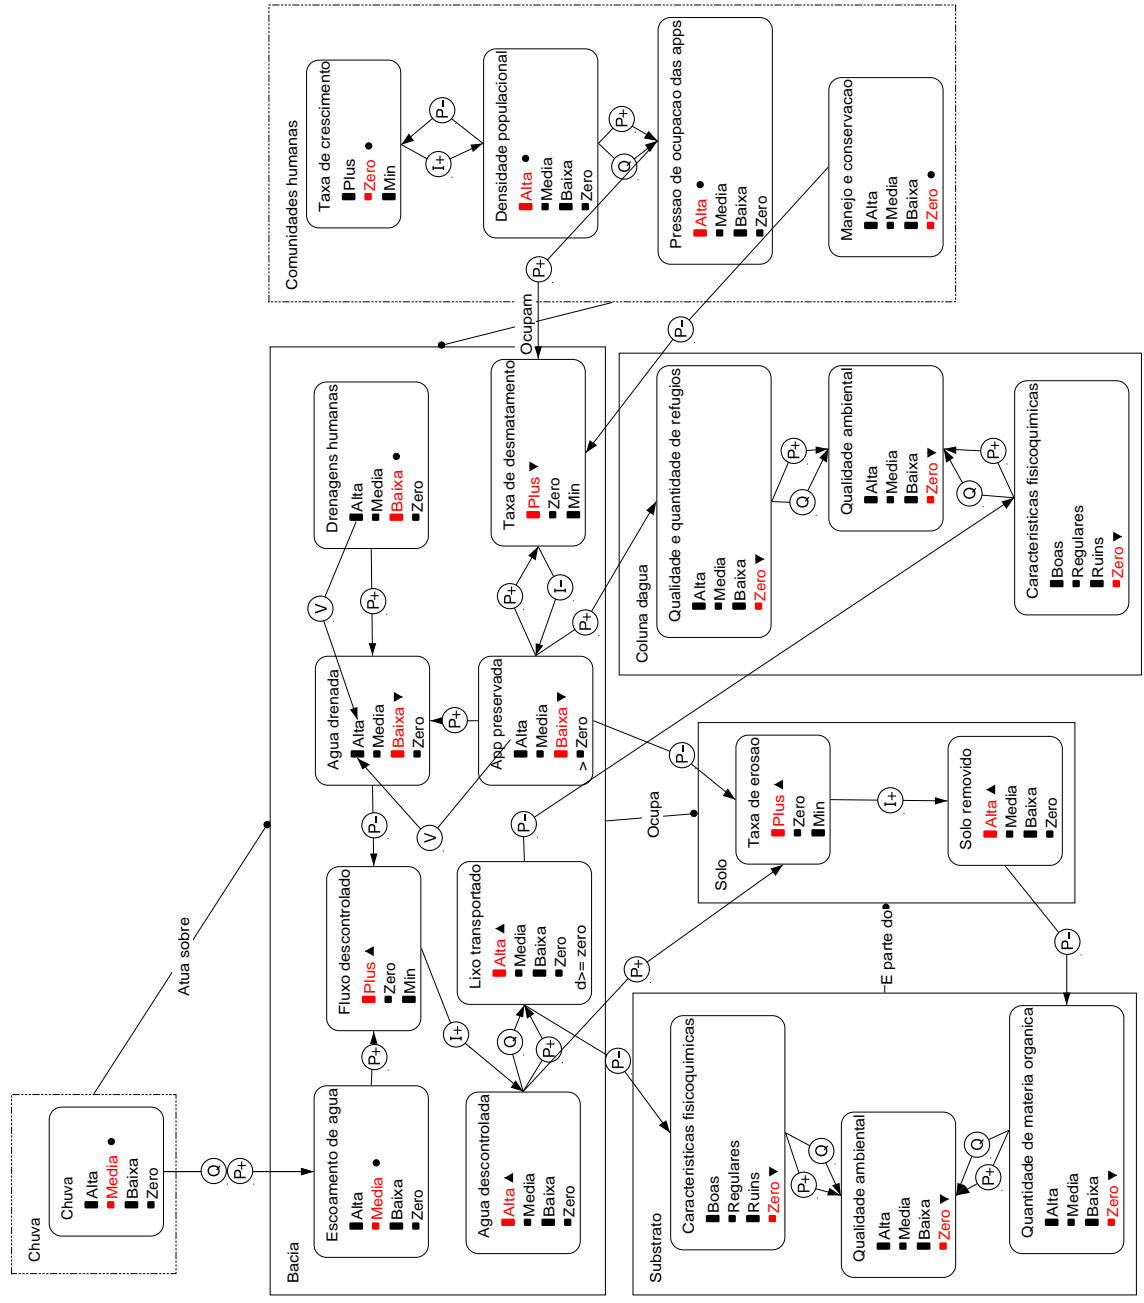 Chuva
Chuva
Alta
Media
Baixa
Zero
Q
P+
Atua sobre
Bacia
Escoamento de agua
Alta
Media
Baixa
Zero
P+
Fluxo descontrolado
Plus
Zero
Min
P-
Agua drenada
Alta
Media
Baixa
Zero
V
P+
Drenagens humanas
Alta
Media
Baixa
Zero
I+
Agua descontrolada
Alta
Media
Baixa
Zero
Q
P+
Lixo transportado
Alta
Media
Baixa
Zero
d>= zero
V
P+
App preservada
Alta
Media
Baixa
> Zero
P+
I-
Taxa de desmatamento
Plus
Zero
Min
P-
P+
P+
P-
P-
Ocupam
P+
P-
Comunidades humanas
Taxa de crescimento
Plus
Zero
Min
I+
P-
Densidade populacional
Alta
Media
Baixa
Zero
Q
P+
Pressao de ocupacao das apps
Alta
Media
Baixa
Zero
Manejo e conservacao
Alta
Media
Baixa
Zero
Ocupa
Solo
Taxa de erosao
Plus
Zero
Min
I+
Solo removido
Alta
Media
Baixa
Zero
P-
E parte do
Substrato
Caracteristicas fisicoquimicas
Boas
Regulares
Ruins
Zero
P+
Q
Qualidade ambiental
Alta
Media
Baixa
Zero
P+
Q
Quantidade de materia organica
Alta
Media
Baixa
Zero
Coluna dagua
Qualidade e quantidade de refugios
Alta
Media
Baixa
Zero
Q
P+
Qualidade ambiental
Alta
Media
Baixa
Zero
Q
P+
Caracteristicas fisicoquimicas
Boas
Regulares
Ruins
Zero